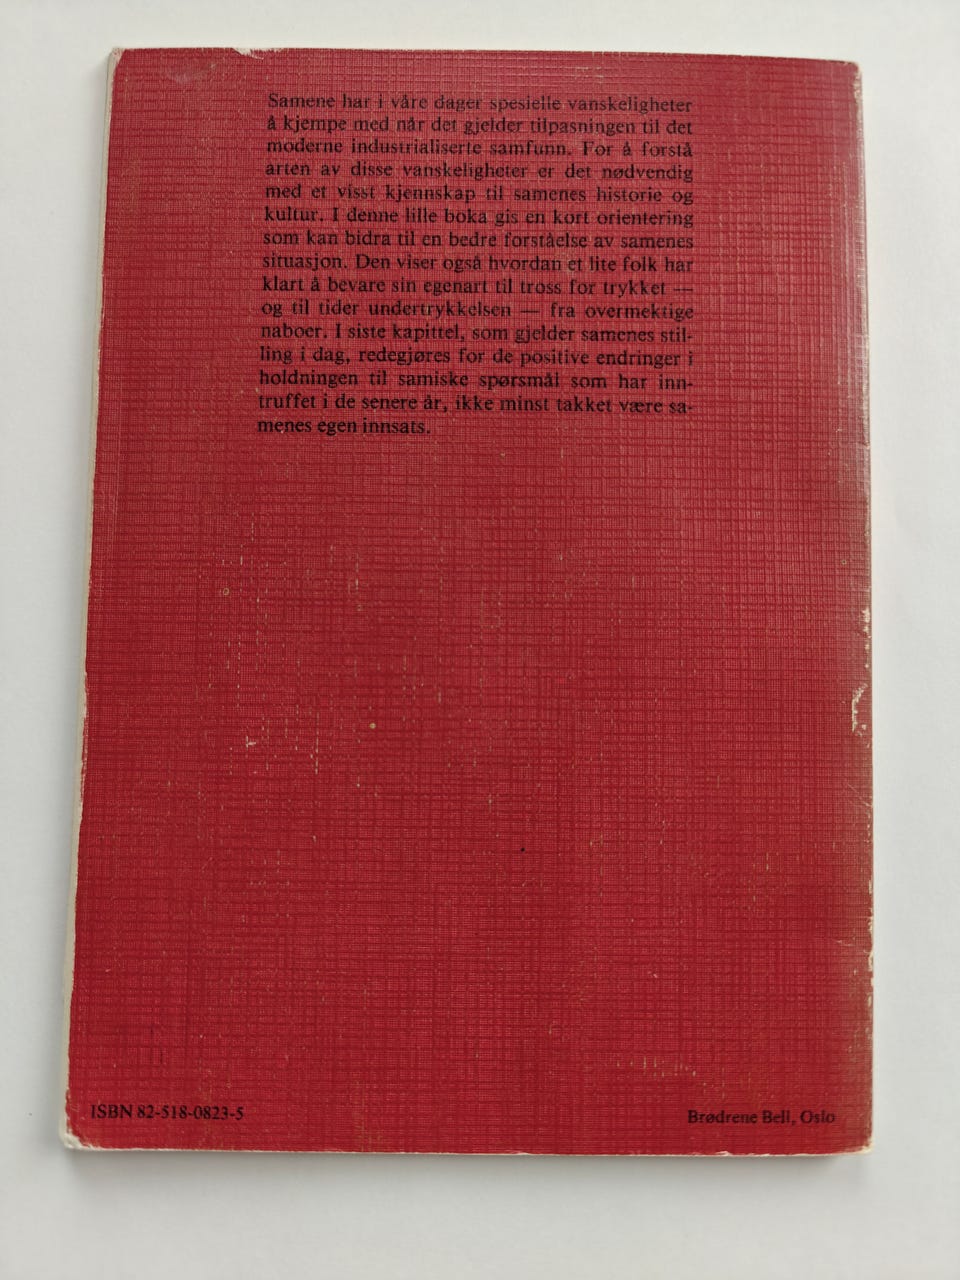 Samene har i våre dager spesielle vanskeligheter
å kjempe med når det gjelder tilpasningen til det
moderne industrialiserte samfunn. For å forstå
arten av disse vanskeligheter er det nødvendig
med et visst kjennskap til samenes historie og
kultur. I denne lille boka gis en kort orientering
som kan bidra til en bedre forståelse av samenes
situasjon. Den viser også hvordan et lite folk har
klart å bevare sin egenart til tross for trykket —
og til tider undertrykkelsen — fra overmektige
naboer. I siste kapittel, som gjelder samenes stil-
ling i dag, redegjøres for de positive endringer i
holdningen til samiske spørsmål som har inn-
truffet i de senere år, ikke minst takket være sa-
menes egen innsats.
ISBN 82-518-0823-5
Brødrene Bell, Oslo